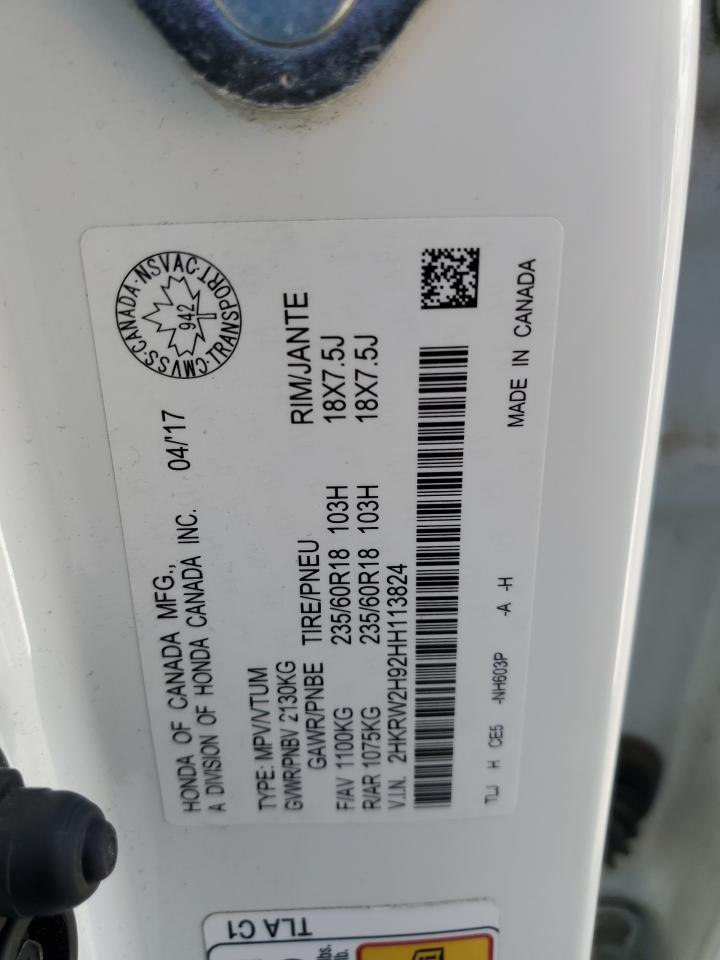 HONDA OF CANADA MFG., 04/'17
A DIVISION OF HONDA CANADA INC.
CMVSS·CANADA·NSVAC·TRANSPORT·
942
TYPE: MPV/VTUM
GVWR/PNBV 2130KG
GAWR/PNBE TIRE/PNEU RIM/JANTE
F/AV 1100KG 235/60R18 103H 18X7.5J
R/AR 1075KG 235/60R18 103H 18X7.5J
V.I.N. 2HKRW2H92HH113824
TLJ H CE5 -NH603P -A -H MADE IN CANADA
TLA C1
lbs.
lb.